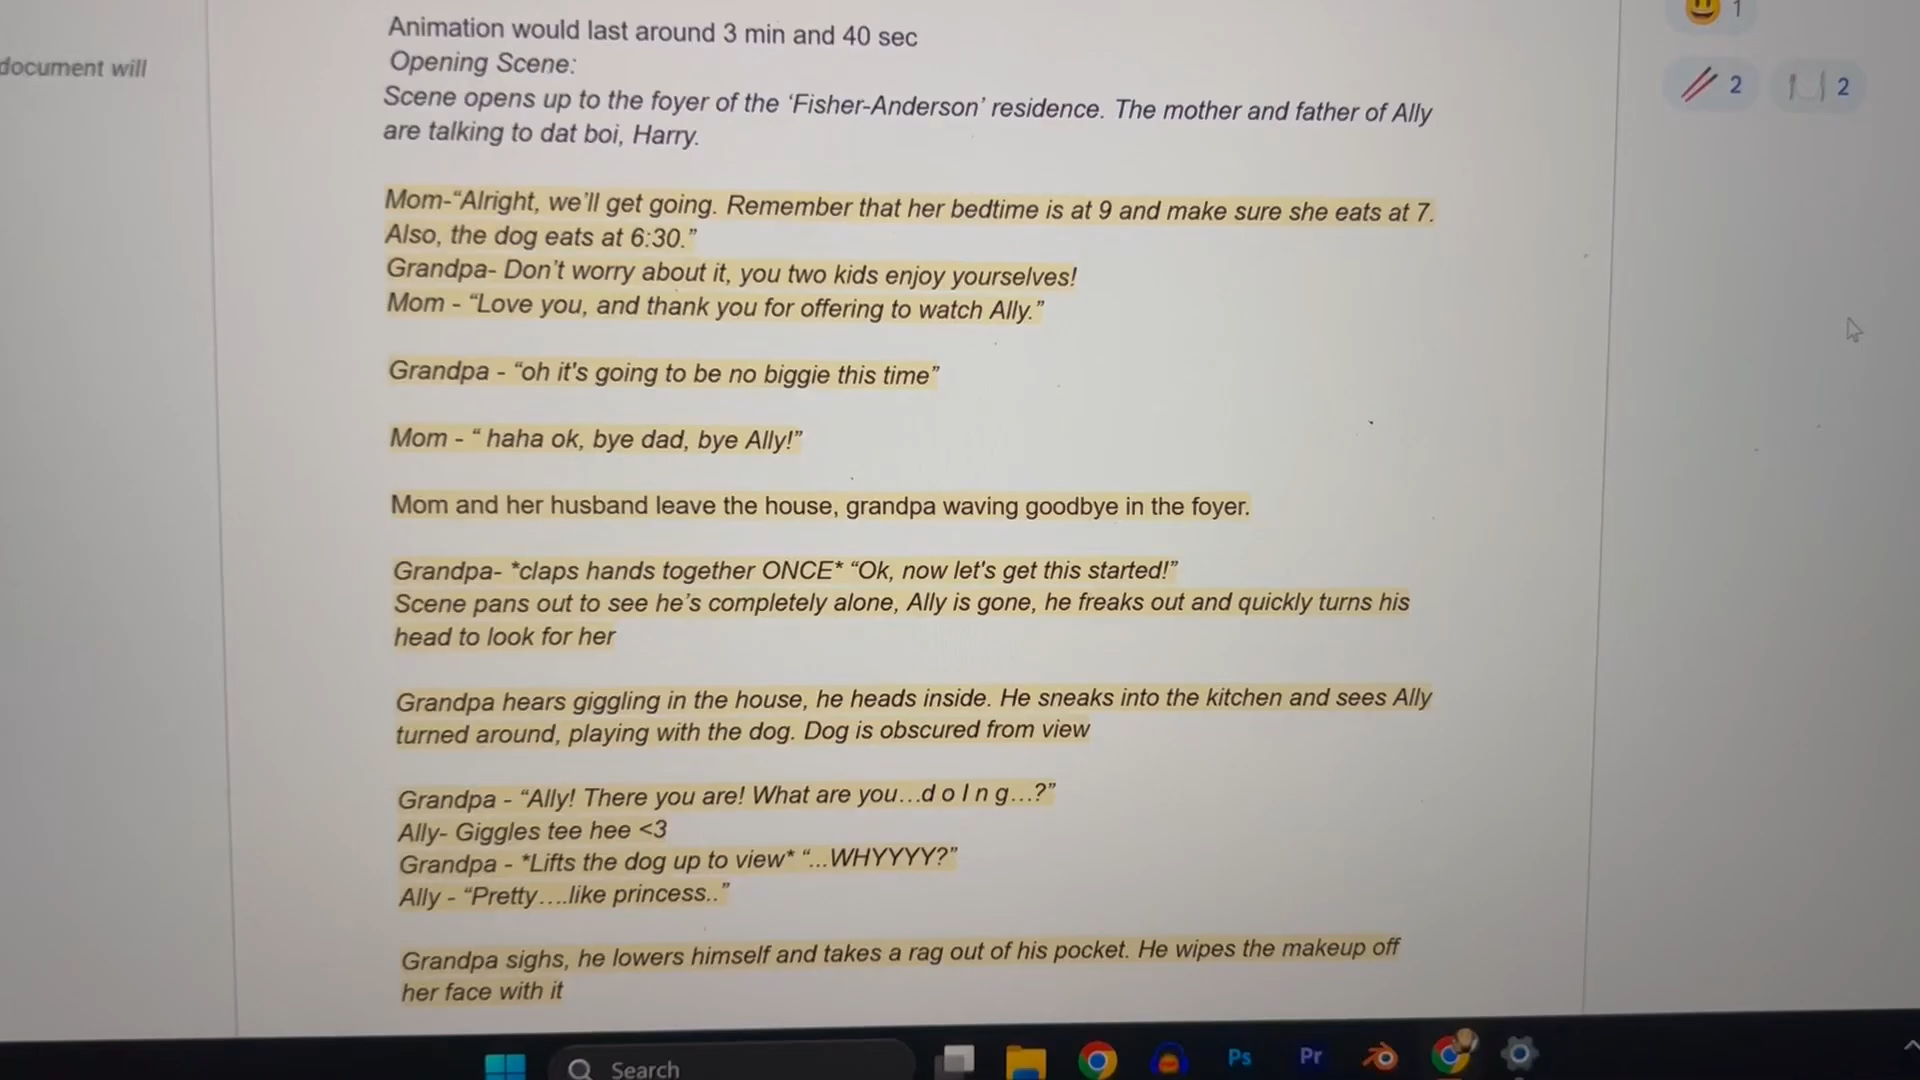 1
document will
2
2
Animation would last around 3 min and 40 sec
Opening Scene:
Scene opens up to the foyer of the ‘Fisher-Anderson’ residence. The mother and father of Ally
are talking to dat boi, Harry.
Mom-“Alright, we’ll get going. Remember that her bedtime is at 9 and make sure she eats at 7.
Also, the dog eats at 6:30.”
Grandpa- Don’t worry about it, you two kids enjoy yourselves!
Mom - “Love you, and thank you for offering to watch Ally.”
Grandpa - “oh it's going to be no biggie this time”
Mom - “ haha ok, bye dad, bye Ally!”
Mom and her husband leave the house, grandpa waving goodbye in the foyer.
Grandpa- *claps hands together ONCE* “Ok, now let's get this started!”
Scene pans out to see he’s completely alone, Ally is gone, he freaks out and quickly turns his
head to look for her
Grandpa hears giggling in the house, he heads inside. He sneaks into the kitchen and sees Ally
turned around, playing with the dog. Dog is obscured from view
Grandpa - “Ally! There you are! What are you…d o I n g…?”
Ally- Giggles tee hee <3
Grandpa - *Lifts the dog up to view* “...WHYYYY?”
Ally - “Pretty….like princess..”
Grandpa sighs, he lowers himself and takes a rag out of his pocket. He wipes the makeup off
her face with it
Search
Ps
Pr